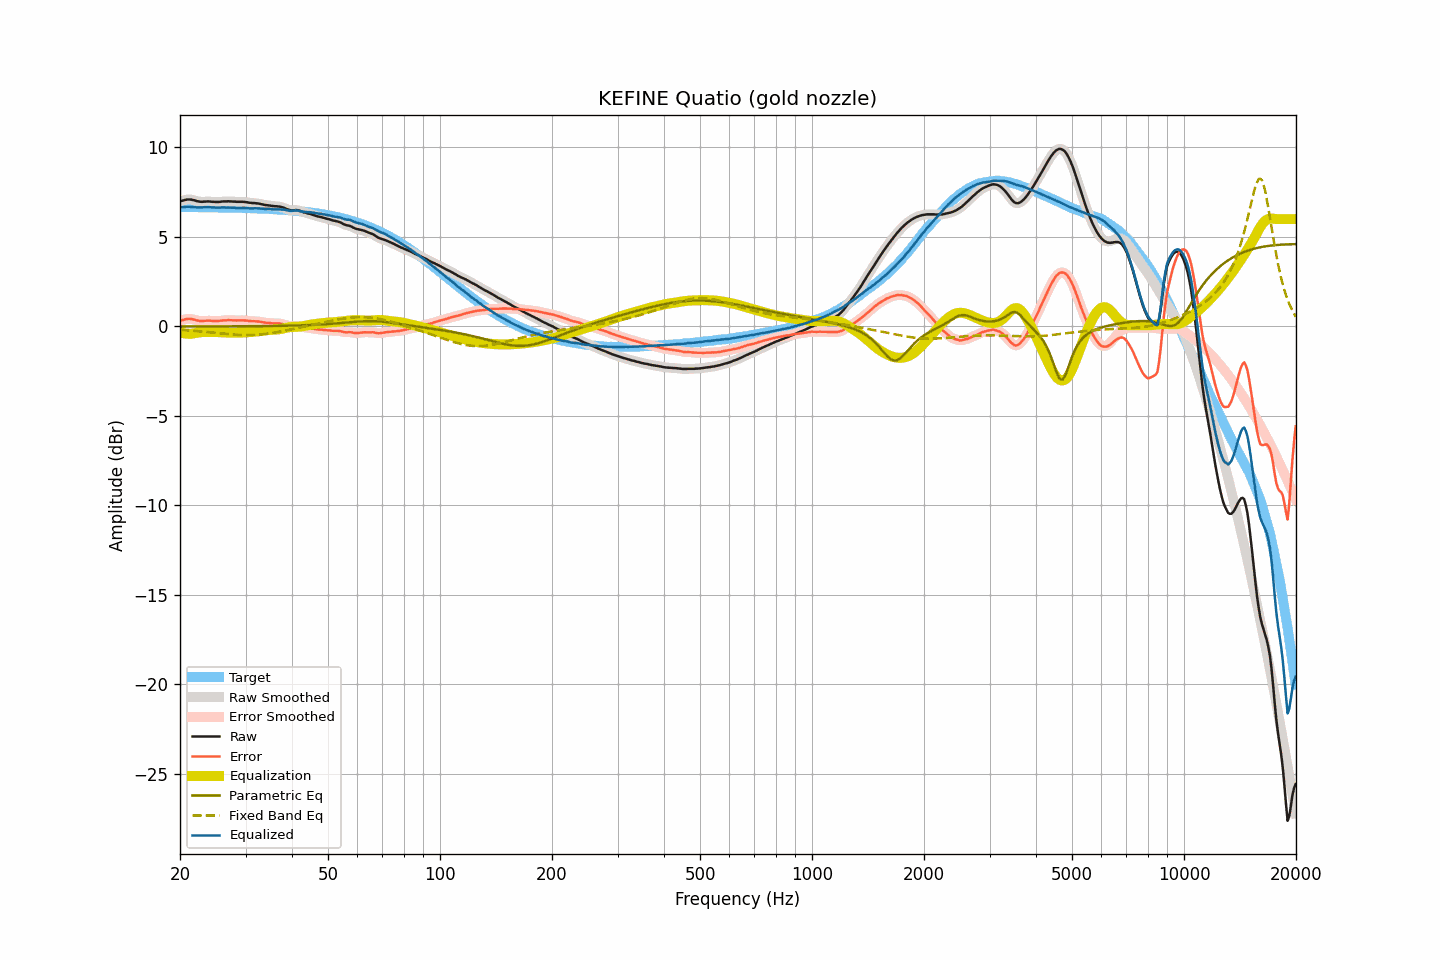 KEFINE Quatio (gold nozzle)
10
5
0
−5
−10
−15
−20
−25
Amplitude (dBr)
Target
Raw Smoothed
Error Smoothed
Raw
Error
Equalization
Parametric Eq
Fixed Band Eq
Equalized
20 50 100 200 500 1000 2000 5000 10000 20000
Frequency (Hz)